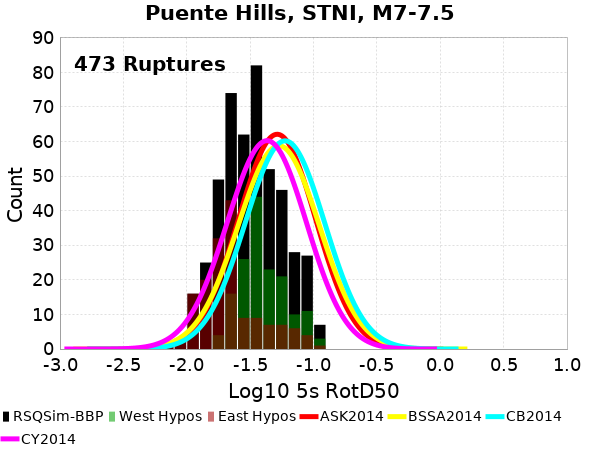 Puente Hills, STNI, M7-7.5
473 Ruptures
Count
90
80
70
60
50
40
30
20
10
0
-3.0 -2.5 -2.0 -1.5 -1.0 -0.5 0.0 0.5 1.0
Log10 5s RotD50
RSQSim-BBP West Hypos East Hypos ASK2014 BSSA2014 CB2014
CY2014